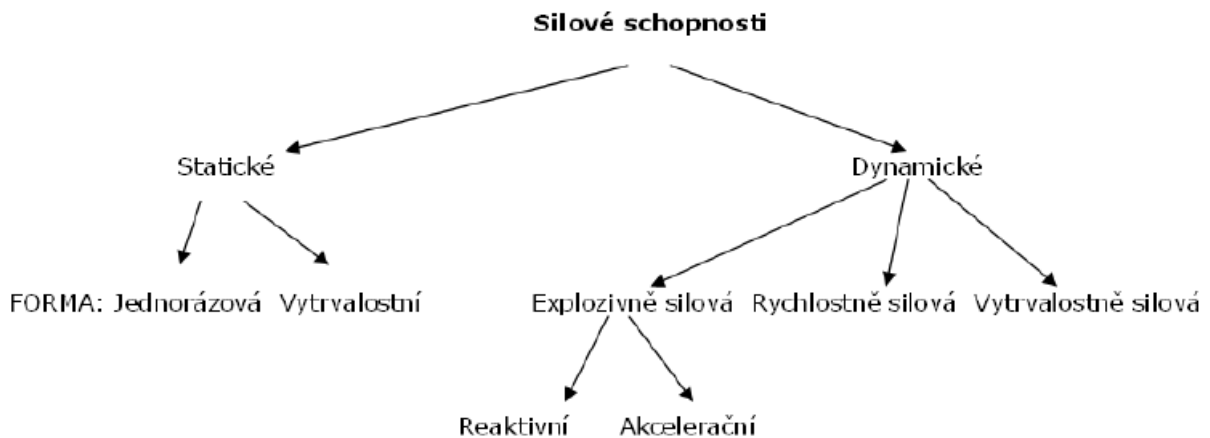 Silové schopnosti
Statické Dynamické
FORMA: Jednorázová Vytrvalostní Explozivně silová Rychlostně silová Vytrvalostně silová
Reaktivní Akcelerační